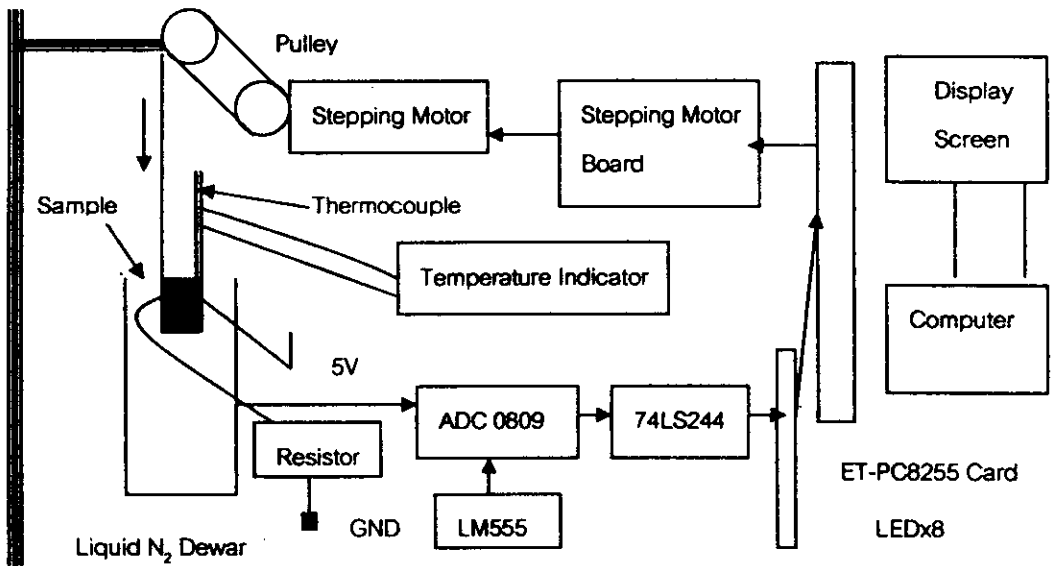 Pulley
Stepping Motor
Stepping Motor
Board
Display
Screen
Sample
Thermocouple
Temperature Indicator
Computer
5V
ADC 0809
74LS244
Resistor
ET-PC8255 Card
GND
LM555
LEDx8
Liquid N₂ Dewar